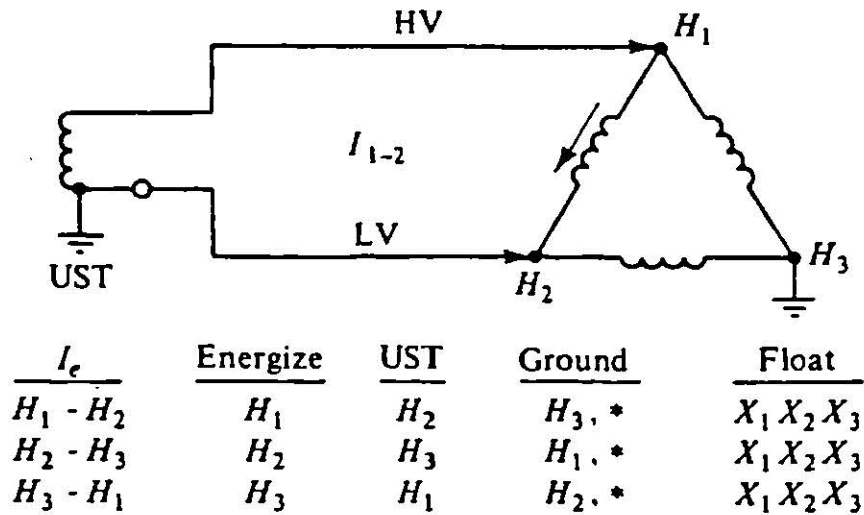 HV
H₁
I₁₋₂
LV
UST
H₂
H₃
Iₑ Energize UST Ground Float
H₁ - H₂ H₁ H₂ H₃, * X₁ X₂ X₃
H₂ - H₃ H₂ H₃ H₁, * X₁ X₂ X₃
H₃ - H₁ H₃ H₁ H₂, * X₁ X₂ X₃